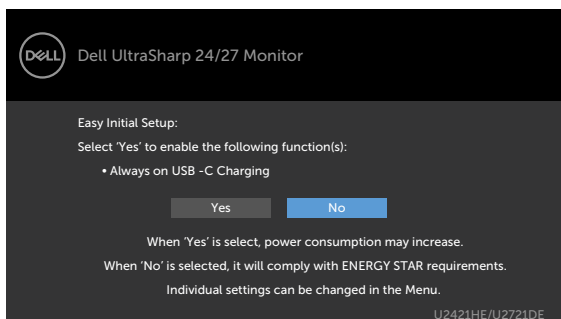 DELL
Dell UltraSharp 24/27 Monitor
Easy Initial Setup:
Select ‘Yes’ to enable the following function(s):
• Always on USB -C Charging
Yes
No
When ‘Yes’ is select, power consumption may increase.
When ‘No’ is selected, it will comply with ENERGY STAR requirements.
Individual settings can be changed in the Menu.
U2421HE/U2721DE